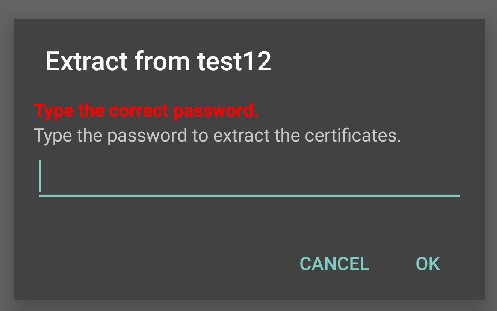 Extract from test12
Type the correct password.
Type the password to extract the certificates.
CANCEL OK